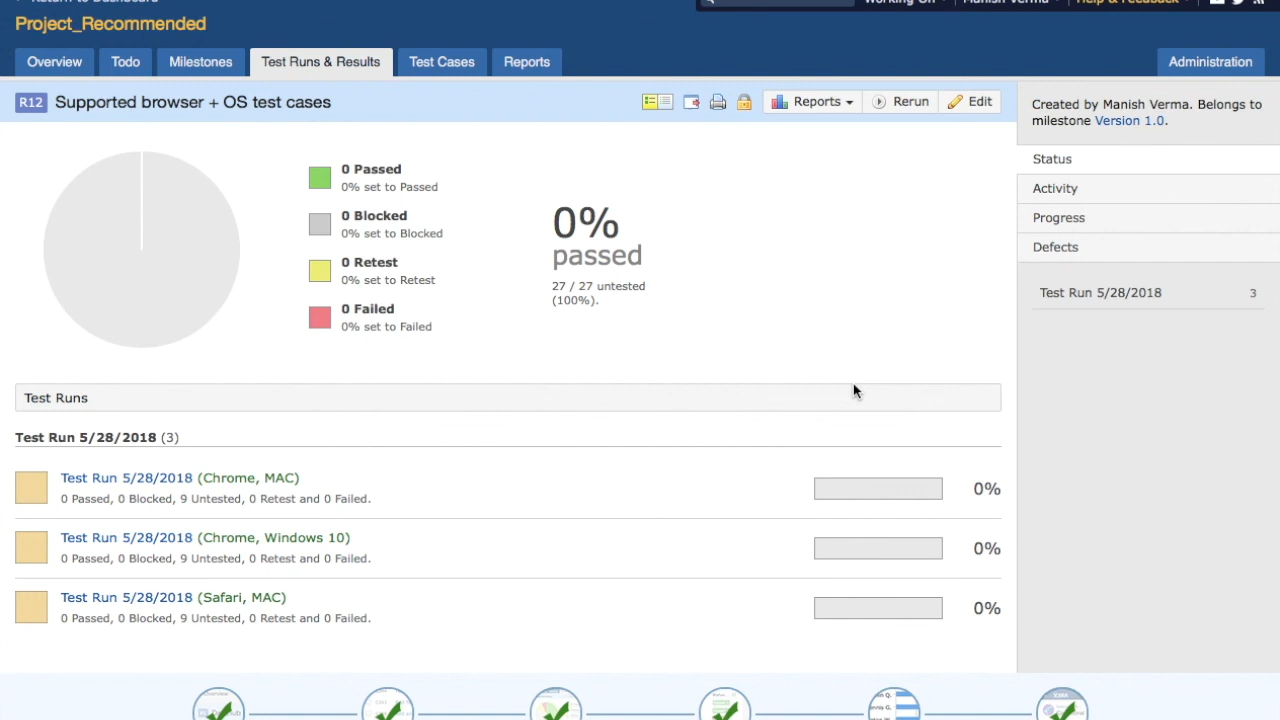 Return to Dashboard
Working On Manish Verma Help & Feedback
Project_Recommended
Overview Todo Milestones Test Runs & Results Test Cases Reports Administration
R12 Supported browser + OS test cases Reports Rerun Edit
Created by Manish Verma. Belongs to
milestone Version 1.0.
Status
Activity
Progress
Defects
Test Run 5/28/2018 3
0 Passed
0% set to Passed
0 Blocked
0% set to Blocked
0 Retest
0% set to Retest
0 Failed
0% set to Failed
0%
passed
27 / 27 untested
(100%).
Test Runs
Test Run 5/28/2018 (3)
Test Run 5/28/2018 (Chrome, MAC)
0 Passed, 0 Blocked, 9 Untested, 0 Retest and 0 Failed.
0%
Test Run 5/28/2018 (Chrome, Windows 10)
0 Passed, 0 Blocked, 9 Untested, 0 Retest and 0 Failed.
0%
Test Run 5/28/2018 (Safari, MAC)
0 Passed, 0 Blocked, 9 Untested, 0 Retest and 0 Failed.
0%